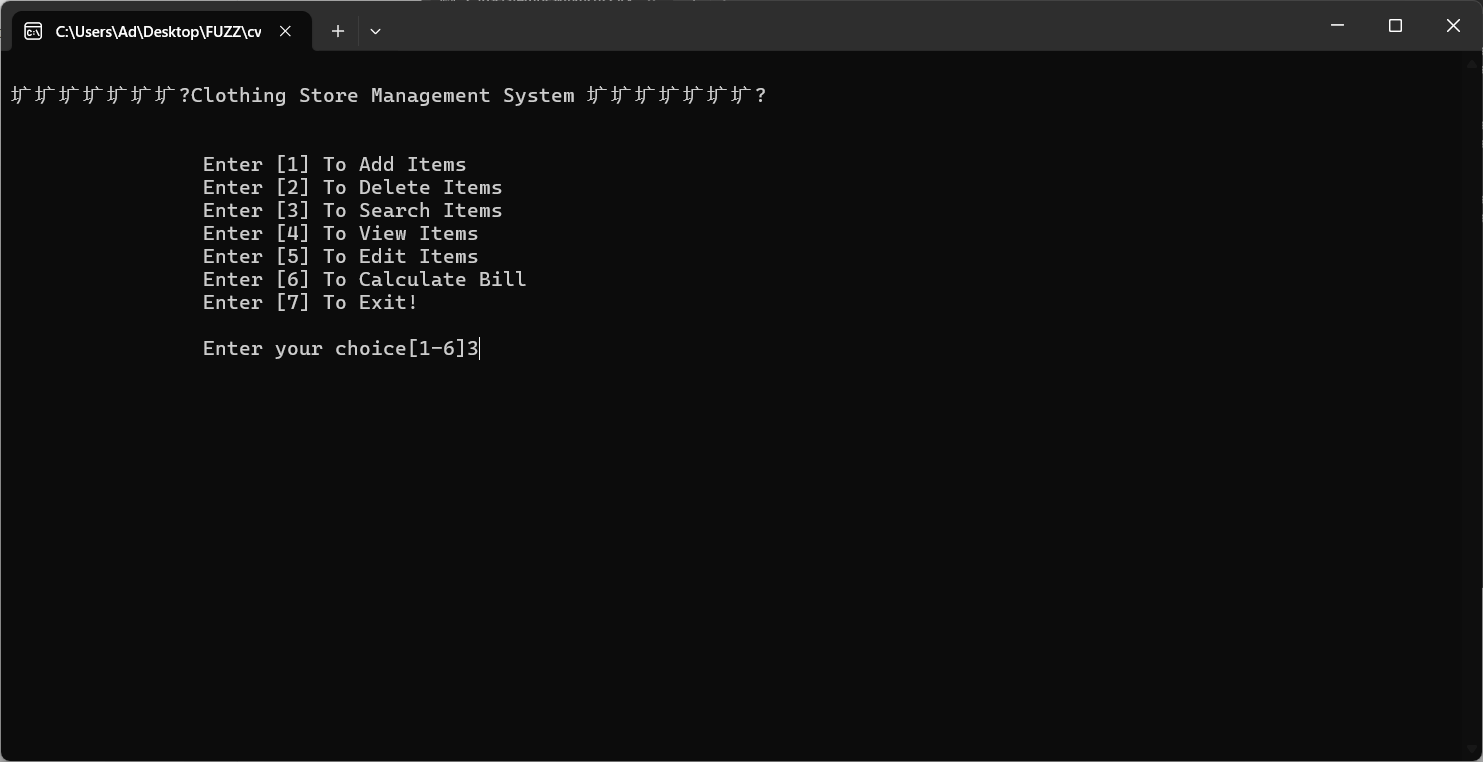 C:\Users\Ad\Desktop\FUZZ\cv
圹圹圹圹圹圹圹?Clothing Store Management System 圹圹圹圹圹圹圹?
Enter [1] To Add Items
Enter [2] To Delete Items
Enter [3] To Search Items
Enter [4] To View Items
Enter [5] To Edit Items
Enter [6] To Calculate Bill
Enter [7] To Exit!
Enter your choice[1-6]3